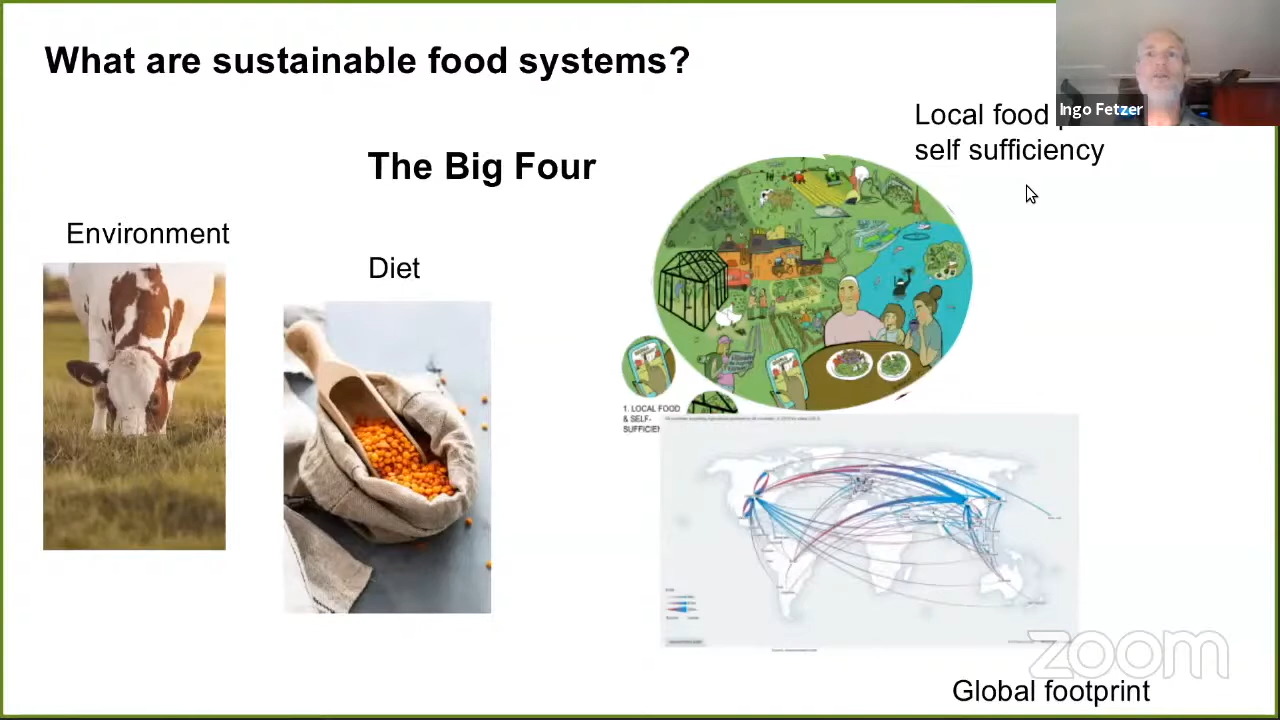 What are sustainable food systems?
Ingo Fetzer
Local food
self sufficiency
The Big Four
Environment
Diet
1. LOCAL FOOD
& SELF-
zoom
Global footprint